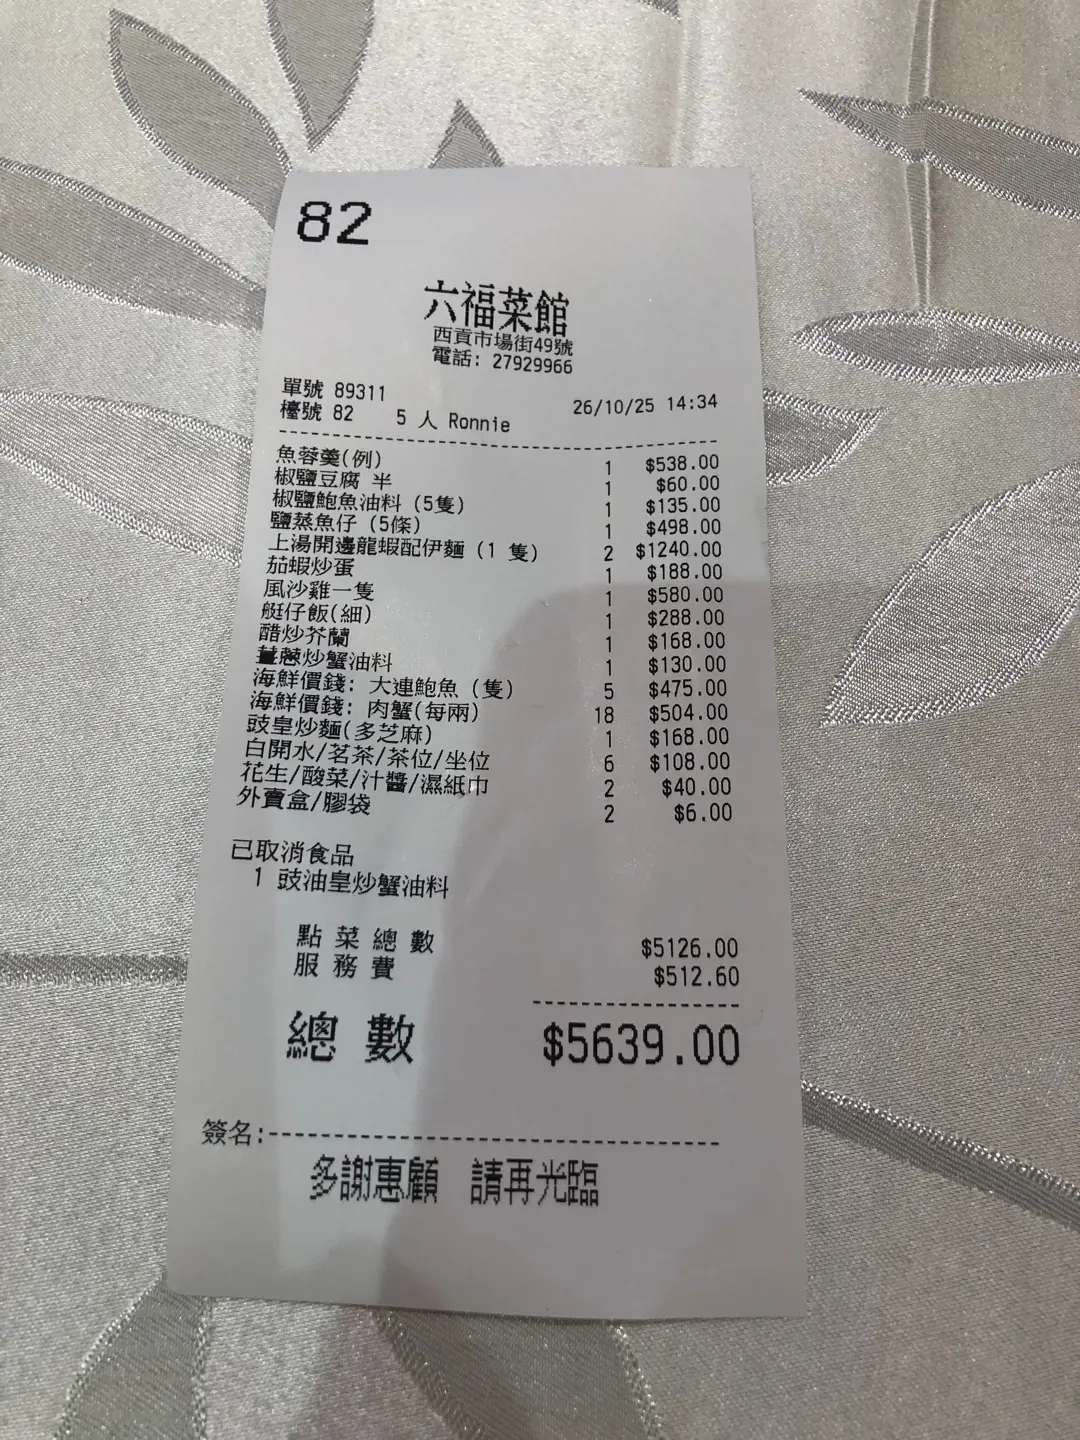 82
六福菜館
西貢市場街49號
電話: 27929966
單號 89311 26/10/25 14:34
檯號 82 5 人 Ronnie
魚蓉羹(例) 1 $538.00
椒鹽豆腐 半 1 $60.00
椒鹽鮑魚油料 (5隻) 1 $135.00
鹽蒸魚仔 (5條) 1 $498.00
上湯開邊龍蝦配伊麵 (1 隻) 2 $1240.00
茄蝦炒蛋 1 $188.00
風沙雞一隻 1 $580.00
艇仔飯(細) 1 $288.00
醋炒芥蘭 1 $168.00
薑蔥炒蟹油料 1 $130.00
海鮮價錢: 大連鮑魚 (隻) 5 $475.00
海鮮價錢: 肉蟹(每兩) 18 $504.00
豉皇炒麵(多芝麻) 1 $168.00
白開水/茗茶/茶位/坐位 6 $108.00
花生/酸菜/汁醬/濕紙巾 2 $40.00
外賣盒/膠袋 2 $6.00
已取消食品
1 豉油皇炒蟹油料
點 菜 總 數 $5126.00
服 務 費 $512.60
總 數 $5639.00
簽名:
多謝惠顧 請再光臨